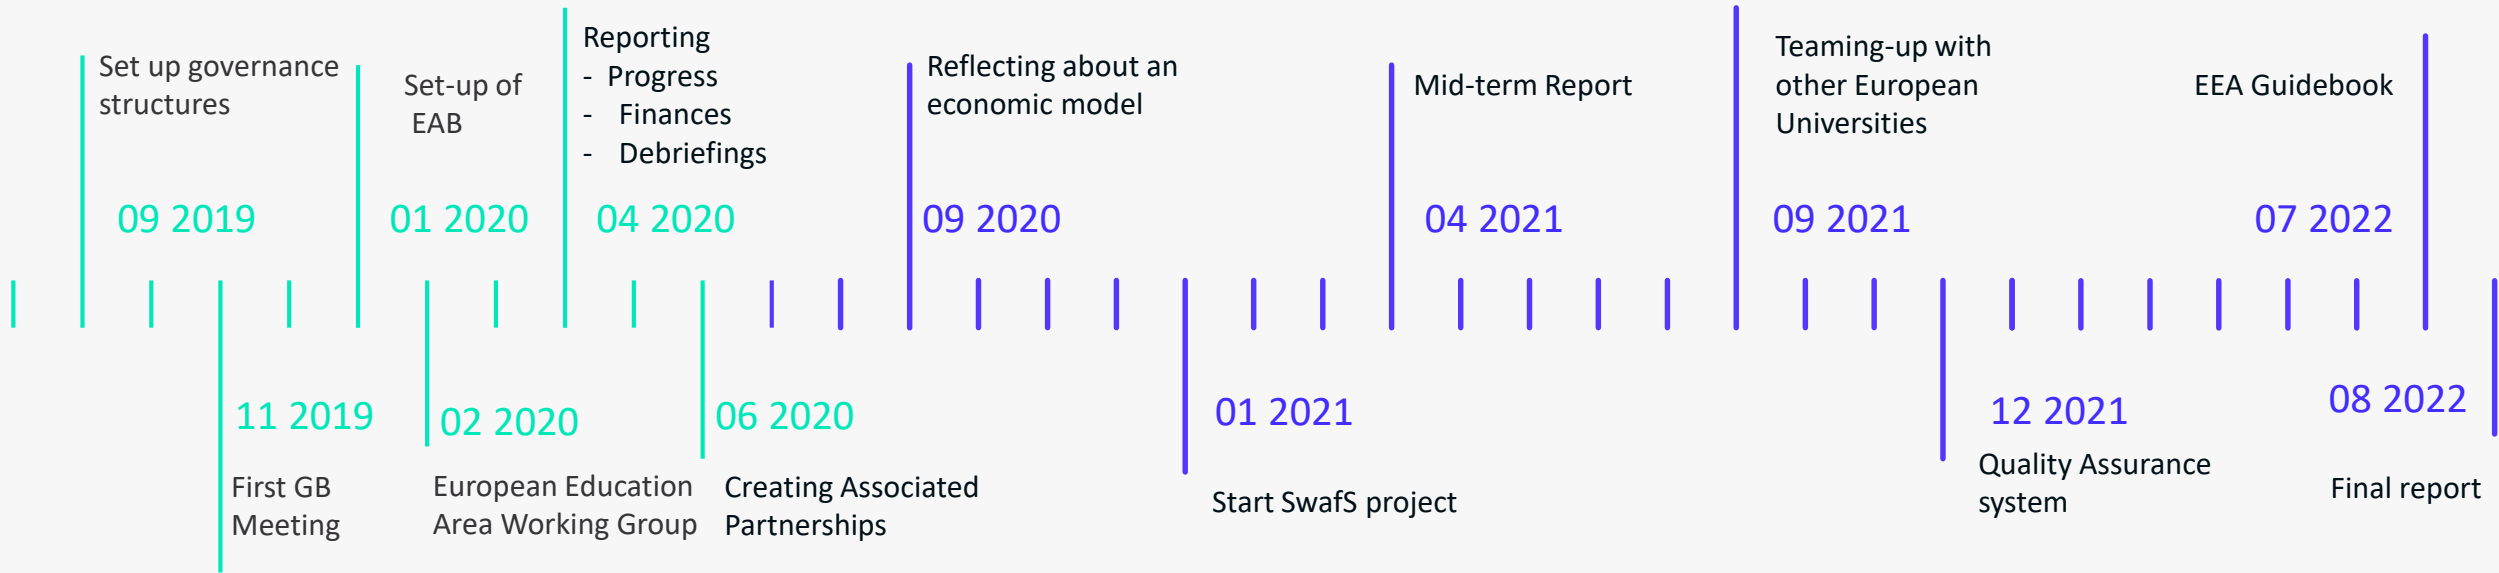 Set up governance
structures
09 2019
11 2019
First GB
Meeting
Set-up of
EAB
01 2020
02 2020
European Education
Area Working Group
Reporting
- Progress
- Finances
- Debriefings
04 2020
06 2020
Creating Associated
Partnerships
Reflecting about an
economic model
09 2020
01 2021
Start SwafS project
Mid-term Report
04 2021
Teaming-up with
other European
Universities
09 2021
12 2021
Quality Assurance
system
EEA Guidebook
07 2022
08 2022
Final report